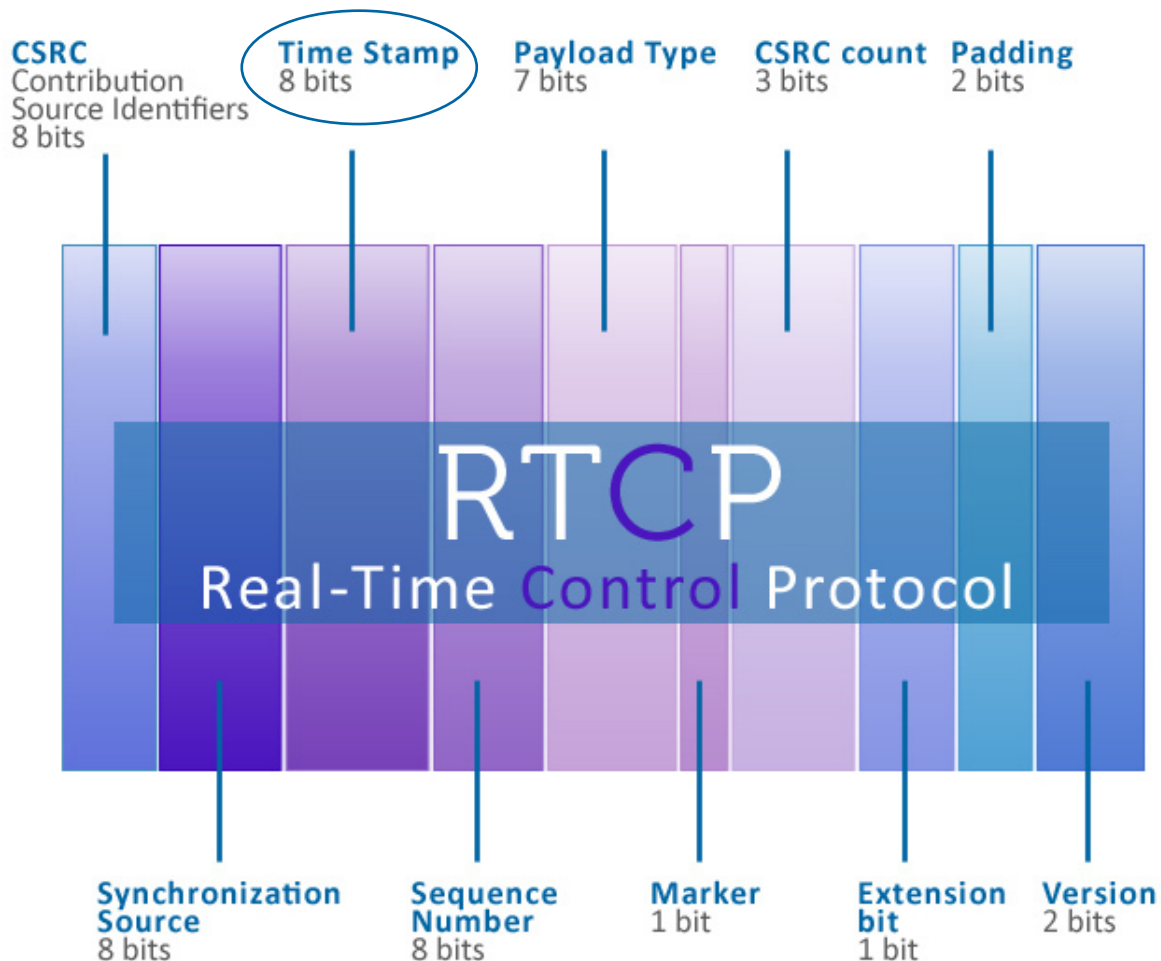 CSRC
Contribution
Source Identifiers
8 bits
Time Stamp
8 bits
Payload Type
7 bits
CSRC count
3 bits
Padding
2 bits
RTCP
Real-Time Control Protocol
Synchronization
Source
8 bits
Sequence
Number
8 bits
Marker
1 bit
Extension
bit
1 bit
Version
2 bits